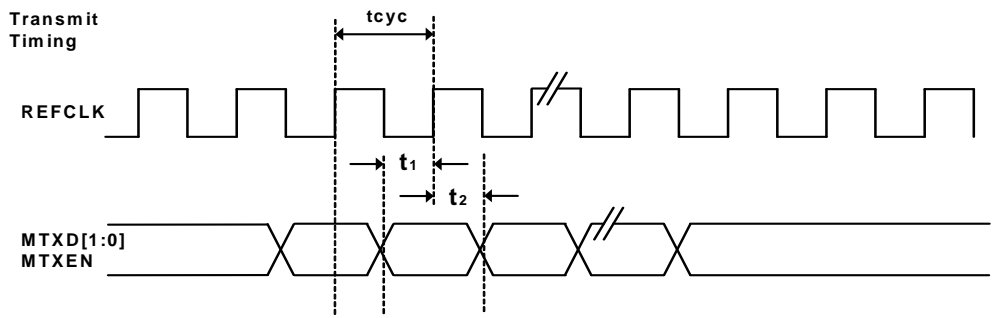 Transmit
Timing
tcyc
REFCLK
t1
t2
MTXD[1:0]
MTXEN